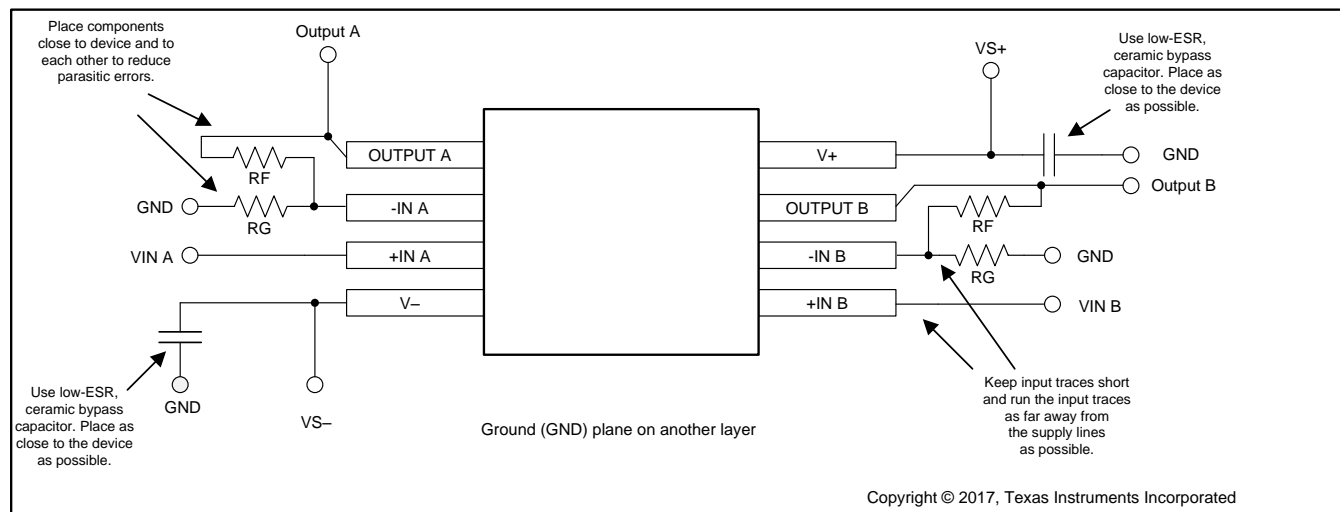 Place components
close to device and to
each other to reduce
parasitic errors.
Output A
VS+
Use low-ESR,
ceramic bypass
capacitor. Place as
close to the device
as possible.
OUTPUT A
V+
GND
RF
Output B
GND
-IN A
OUTPUT B
RG
RF
VIN A
+IN A
-IN B
GND
RG
V–
+IN B
VIN B
Use low-ESR,
ceramic bypass
capacitor. Place as
close to the device
as possible.
GND
VS–
Ground (GND) plane on another layer
Keep input traces short
and run the input traces
as far away from
the supply lines
as possible.
Copyright © 2017, Texas Instruments Incorporated